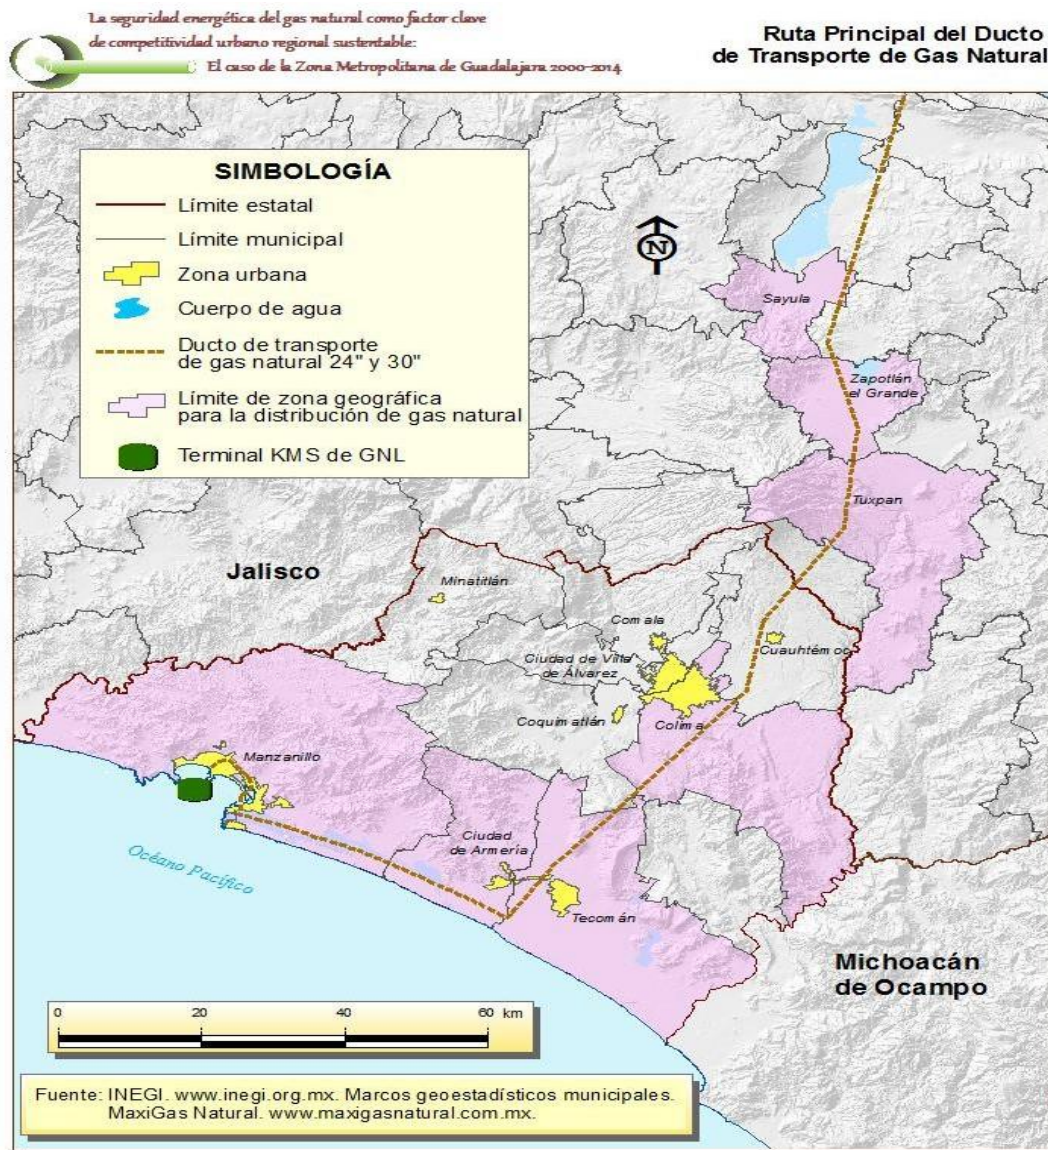 La seguridad energética del gas natural como factor clave
de competitividad urbano regional sustentable:
El caso de la Zona Metropolitana de Guadalajara 2000-2014
Ruta Principal del Ducto
de Transporte de Gas Natural
SIMBOLOGÍA
Límite estatal
Límite municipal
Zona urbana
Cuerpo de agua
Ducto de transporte
de gas natural 24" y 30"
Límite de zona geográfica
para la distribución de gas natural
Terminal KMS de GNL
N
Sayula
Zapotlán
el Grande
Tuxpan
Jalisco
Minatitlán
Comala
Cuauhtémoc
Ciudad de Villa
de Álvarez
Coquimatlán
Colima
Manzanillo
Ciudad
de Armería
Océano Pacífico
Tecomán
Michoacán
de Ocampo
0 20 40 60 km
Fuente: INEGI. www.inegi.org.mx. Marcos geoestadísticos municipales.
MaxiGas Natural. www.maxigasnatural.com.mx.